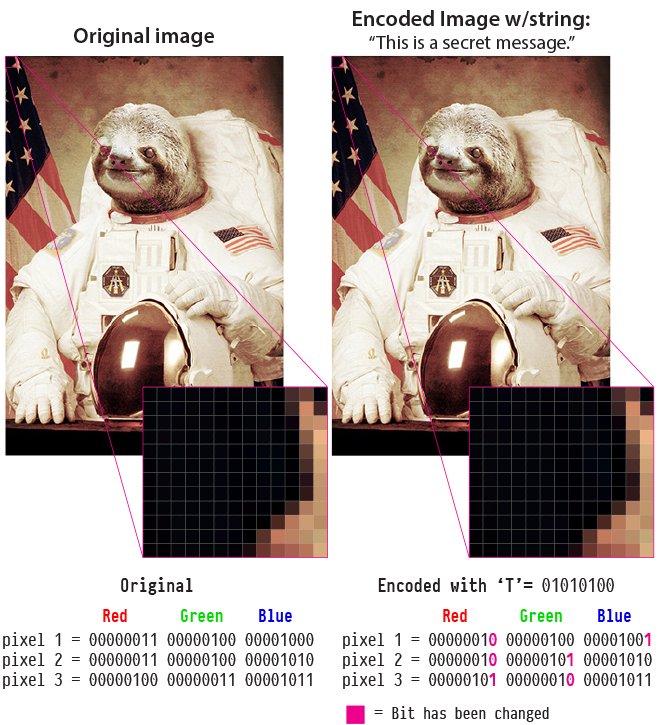 Original image
Encoded Image w/string:
“This is a secret message.”
Original
Red Green Blue
pixel 1 = 00000011 00000100 00001000
pixel 2 = 00000011 00000100 00001010
pixel 3 = 00000100 00000011 00001011
Encoded with ‘T’= 01010100
Red Green Blue
pixel 1 = 00000010 00000100 00001001
pixel 2 = 00000010 00000101 00001010
pixel 3 = 00000101 00000010 00001011
= Bit has been changed